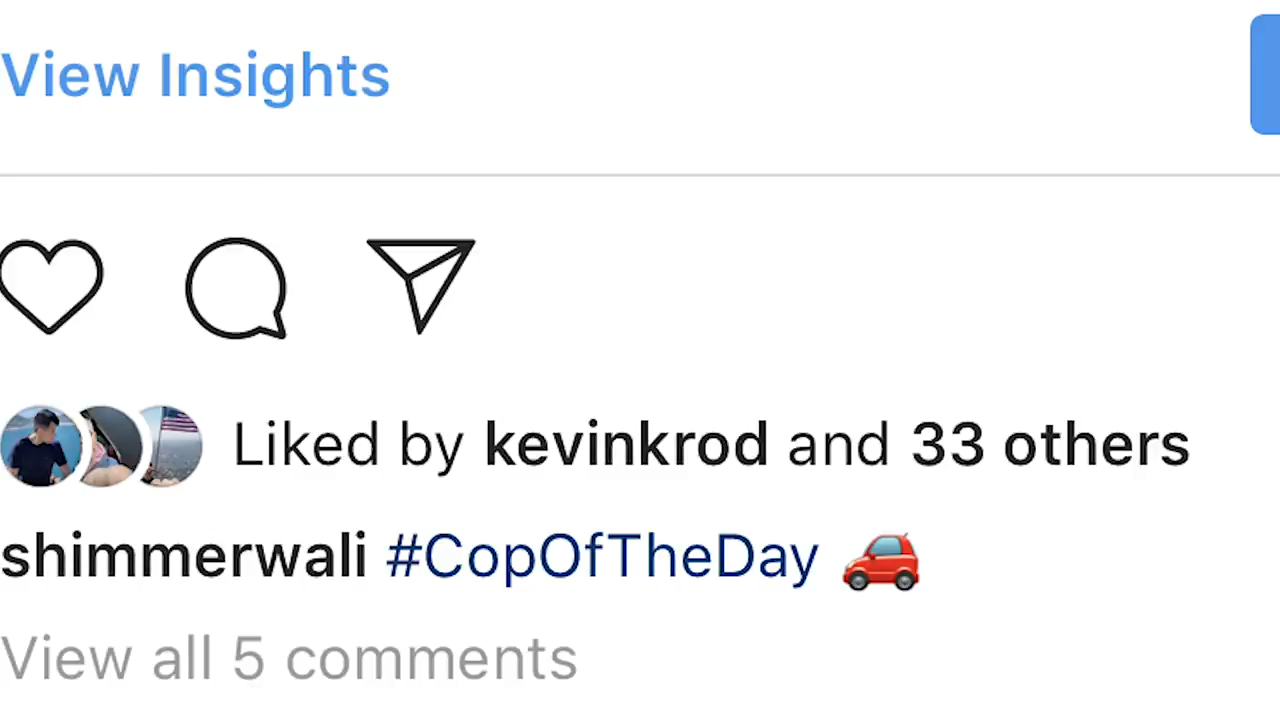 View Insights
Liked by kevinkrod and 33 others
shimmerwali #CopOfTheDay 🚗
View all 5 comments